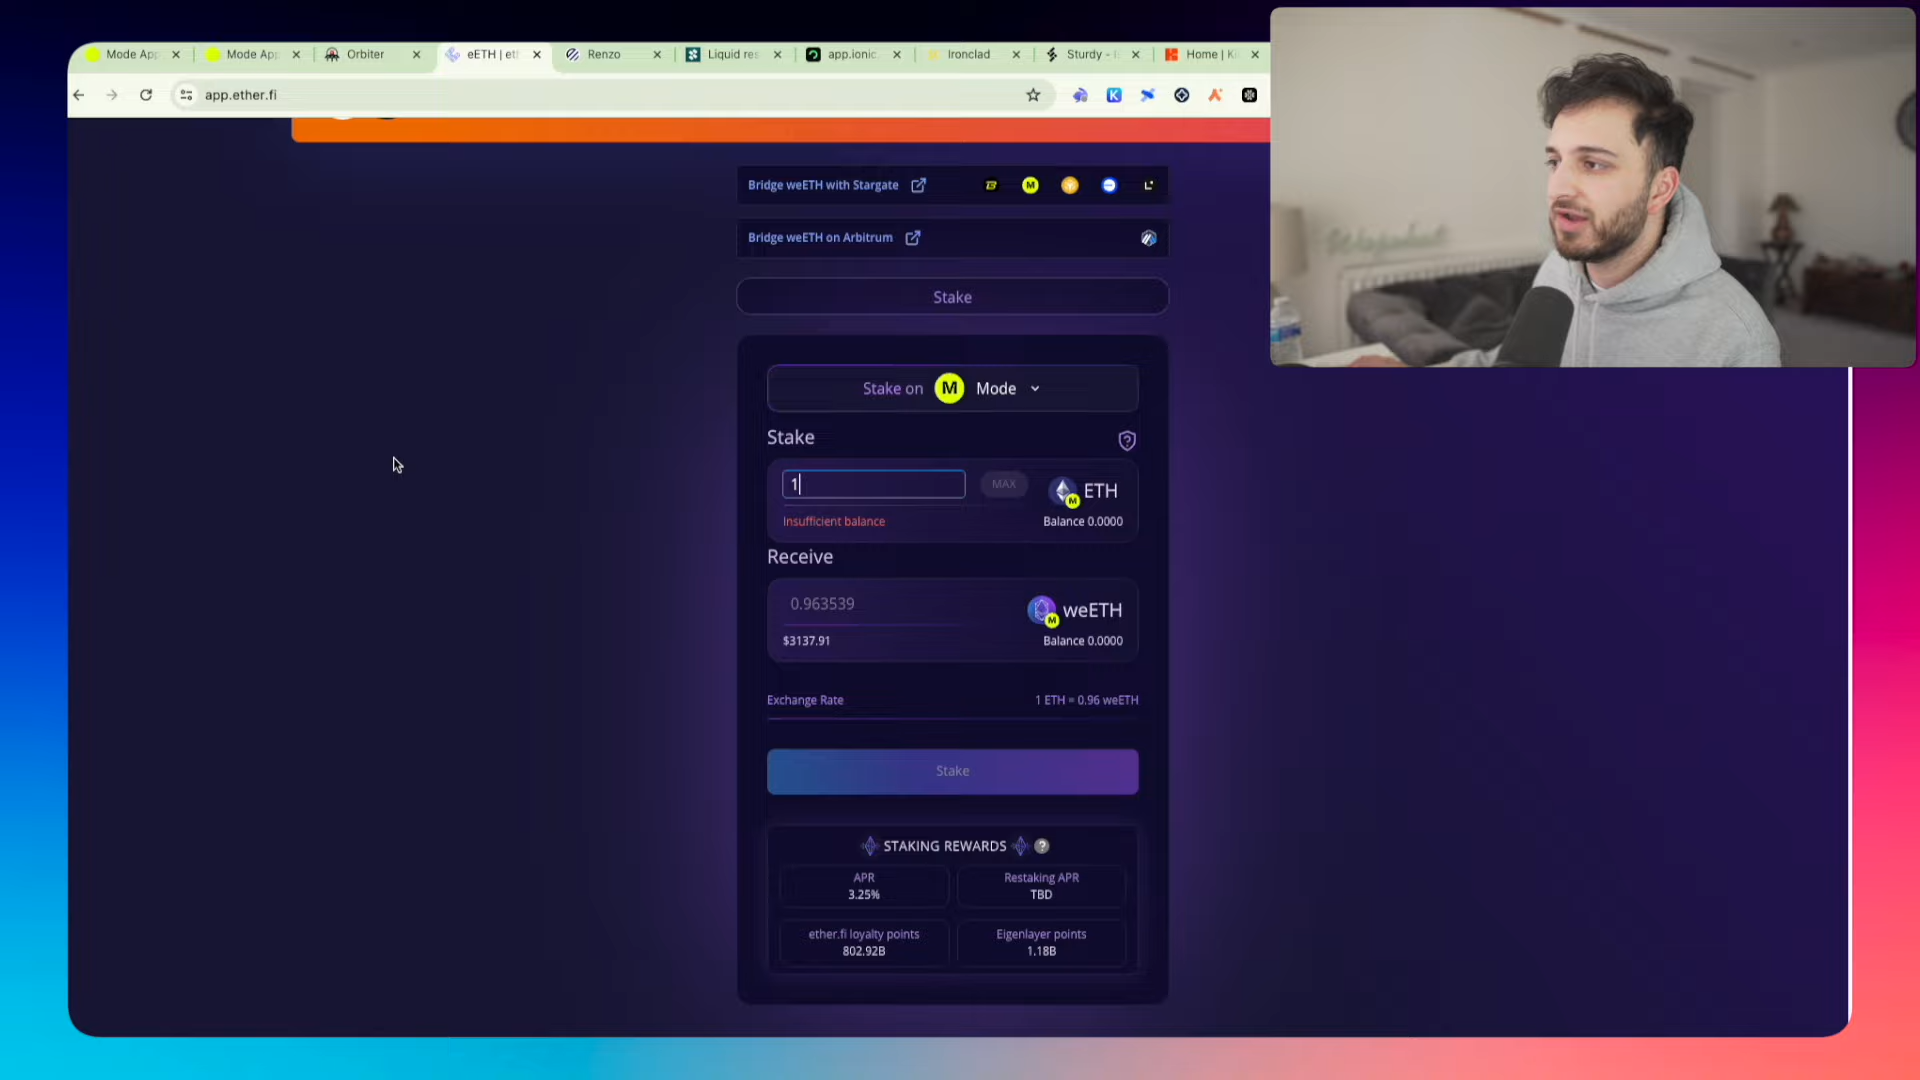 Mode App
Mode App
Orbiter
eETH | et
Renzo
Liquid res
app.ionic
Ironclad
Sturdy -
Home | K
app.ether.fi
Bridge weETH with Stargate
Bridge weETH on Arbitrum
Stake
Stake on M Mode
Stake
1
MAX
ETH
Insufficient balance
Balance 0.0000
Receive
0.963539
weETH
$3137.91
Balance 0.0000
Exchange Rate
1 ETH = 0.96 weETH
Stake
STAKING REWARDS ?
APR
3.25%
Restaking APR
TBD
ether.fi loyalty points
802.92B
Eigenlayer points
1.18B